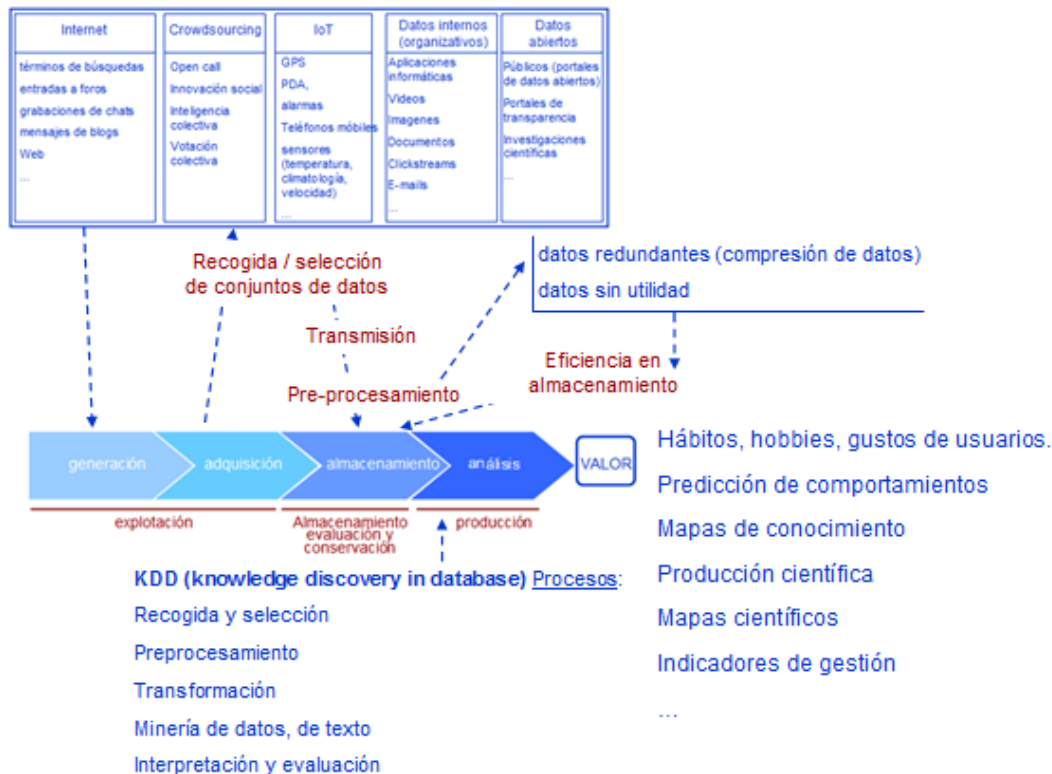 Internet
términos de búsquedas
entradas a foros
grabaciones de chats
mensajes de blogs
Web
...
Crowdsourcing
Open call
Innovación social
Inteligencia
colectiva
Votación
colectiva
IoT
GPS
PDA,
alarmas
Teléfonos móbiles
sensores
(temperatura,
climatología,
velocidad)
...
Datos internos
(organizativos)
Aplicaciones
informáticas
Videos
Imagenes
Documentos
Clickstreams
E-mails
...
Datos
abiertos
Públicos (portales
de datos abiertos)
Portales de
transparencia
Investigaciones
científicas
...
Recogida / selección
de conjuntos de datos
Transmisión
Pre-procesamiento
datos redundantes (compresión de datos)
datos sin utilidad
Eficiencia en
almacenamiento
generación
adquisición
almacenamiento
análisis
VALOR
explotación
Almacenamiento
evaluación y
conservación
producción
KDD (knowledge discovery in database) Procesos:
Recogida y selección
Preprocesamiento
Transformación
Minería de datos, de texto
Interpretación y evaluación
Hábitos, hobbies, gustos de usuarios.
Predicción de comportamientos
Mapas de conocimiento
Producción científica
Mapas científicos
Indicadores de gestión
...